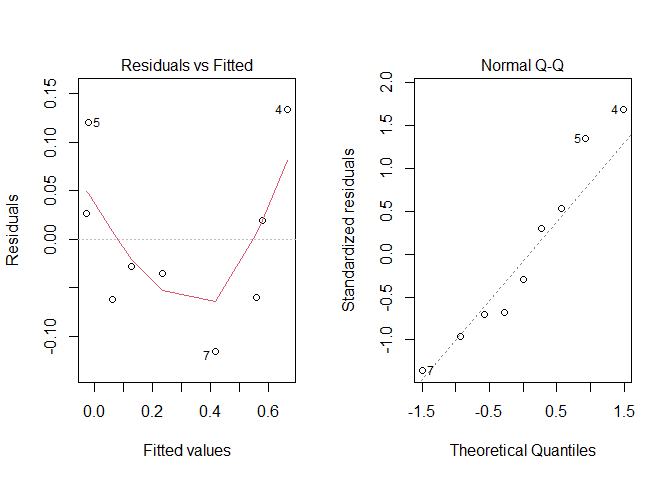 Residuals vs Fitted
Residuals
0.15
0.10
0.05
0.00
-0.10
5
4
7
0.0 0.2 0.4 0.6
Fitted values
Normal Q-Q
Standardized residuals
2.0
1.5
1.0
0.5
0.0
-0.5
-1.0
4
5
7
-1.5 -0.5 0.5 1.5
Theoretical Quantiles